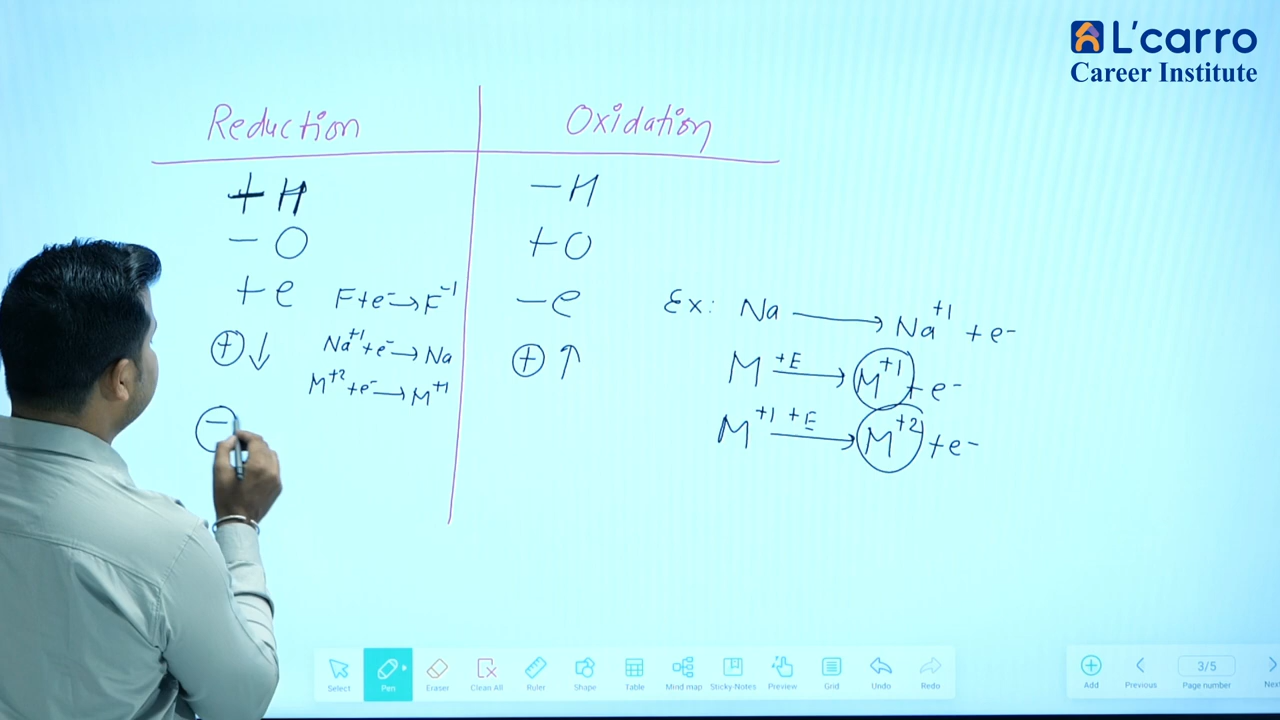 L'carro
Career Institute
Reduction
Oxidation
+ H
− H
− O
+ O
+ e
F + e⁻ → F⁻¹
− e
Ex: Na → Na⁺¹ + e⁻
⊕ ↓
Na⁺¹ + e⁻ → Na
⊕ ↑
M +E → M⁺¹ + e⁻
M⁺² + e⁻ → M⁺¹
⊖
M⁺¹ +E → M⁺² + e⁻
Select
Pen
Eraser
Clean All
Ruler
Shape
Table
Mind map
Sticky-Notes
Preview
Grid
Undo
Redo
Add
Previous
3/5
Page number
Next